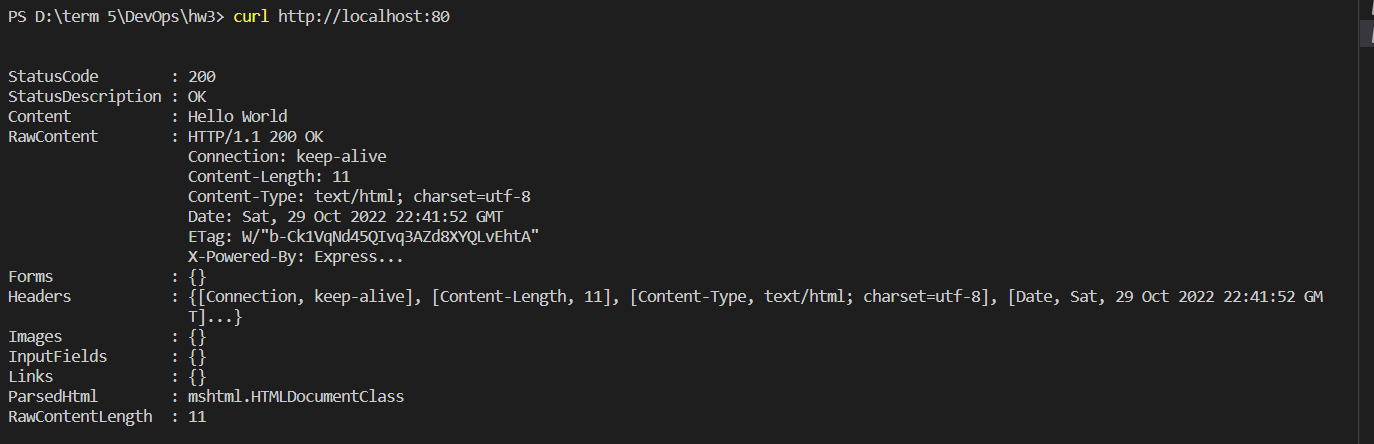 PS D:\term 5\DevOps\hw3> curl http://localhost:80
StatusCode        : 200
StatusDescription : OK
Content           : Hello World
RawContent        : HTTP/1.1 200 OK
                    Connection: keep-alive
                    Content-Length: 11
                    Content-Type: text/html; charset=utf-8
                    Date: Sat, 29 Oct 2022 22:41:52 GMT
                    ETag: W/"b-Ck1VqNd45QIvq3AZd8XYQLvEhtA"
                    X-Powered-By: Express...
Forms             : {}
Headers           : {[Connection, keep-alive], [Content-Length, 11], [Content-Type, text/html; charset=utf-8], [Date, Sat, 29 Oct 2022 22:41:52 GM
                    T]...}
Images            : {}
InputFields       : {}
Links             : {}
ParsedHtml        : mshtml.HTMLDocumentClass
RawContentLength  : 11